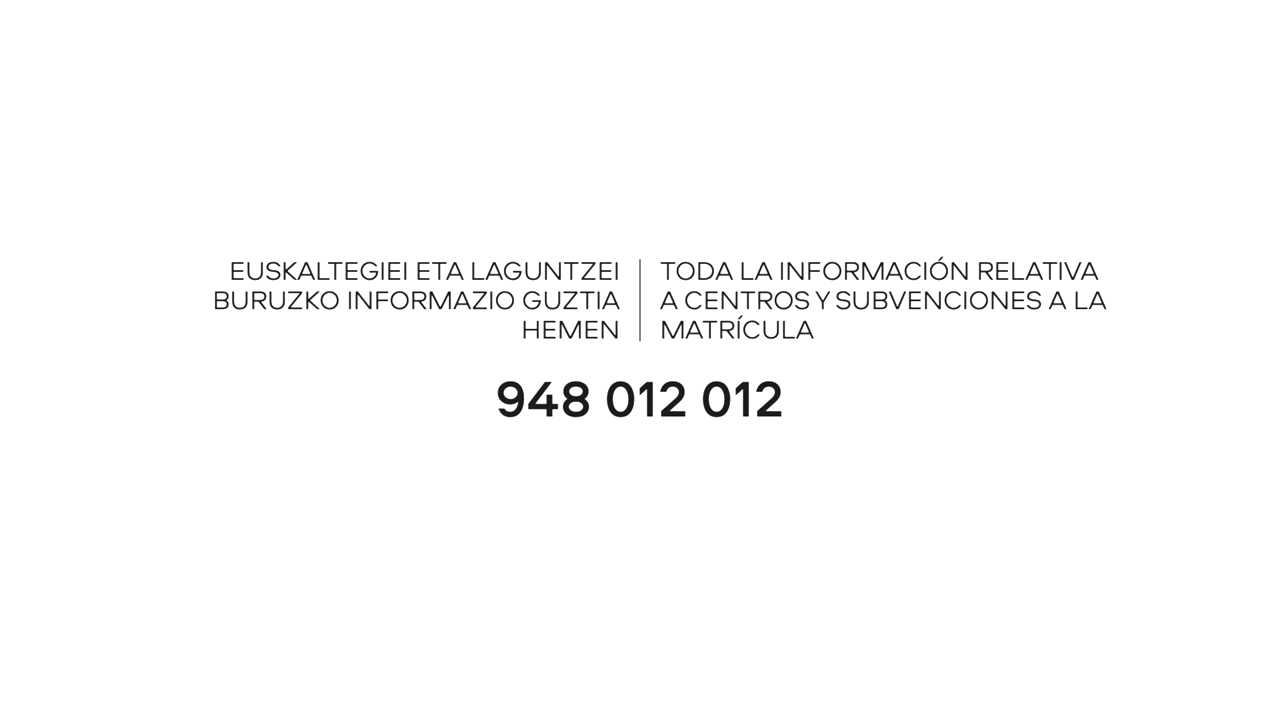 EUSKALTEGIEI ETA LAGUNTZEI
BURUZKO INFORMAZIO GUZTIA
HEMEN
TODA LA INFORMACIÓN RELATIVA
A CENTROS Y SUBVENCIONES A LA
MATRÍCULA
948 012 012